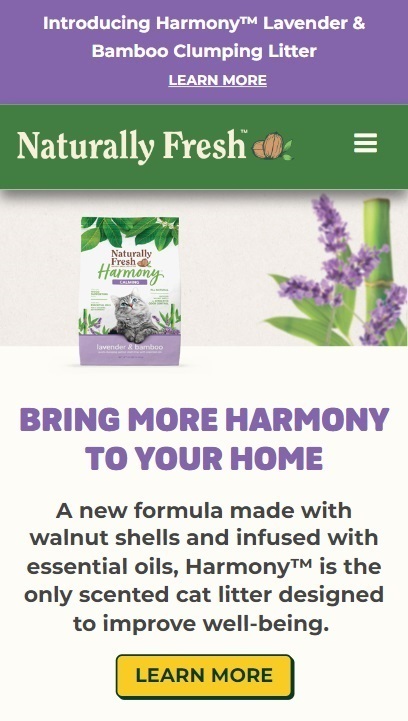 Introducing Harmony™ Lavender &
Bamboo Clumping Litter
LEARN MORE
Naturally Fresh™
Naturally
Fresh
Harmony
CALMING
lavender & bamboo
BRING MORE HARMONY
TO YOUR HOME
A new formula made with
walnut shells and infused with
essential oils, Harmony™ is the
only scented cat litter designed
to improve well-being.
LEARN MORE